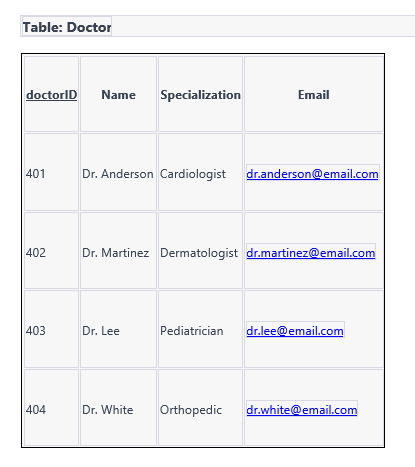 Table: Doctor
doctorID Name Specialization Email
401 Dr. Anderson Cardiologist dr.anderson@email.com
402 Dr. Martinez Dermatologist dr.martinez@email.com
403 Dr. Lee Pediatrician dr.lee@email.com
404 Dr. White Orthopedic dr.white@email.com